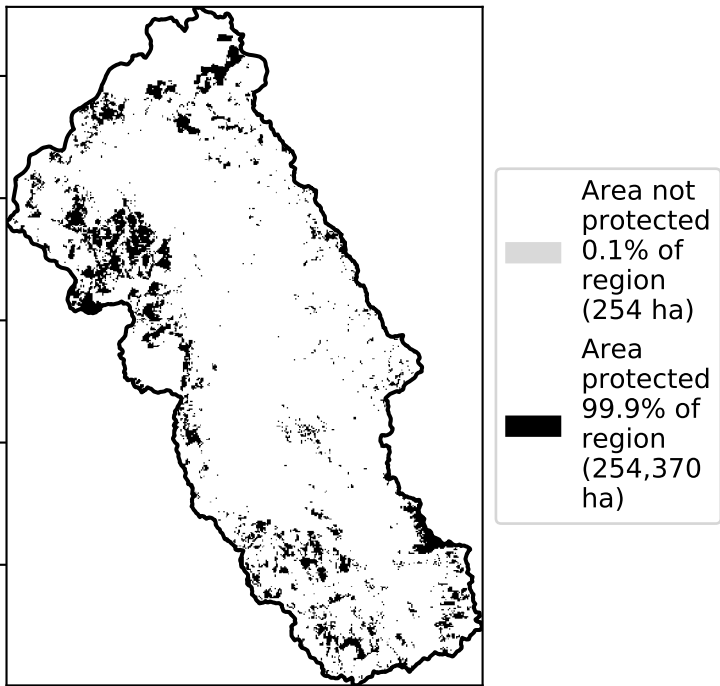 Area not
protected
0.1% of
region
(254 ha)
Area
protected
99.9% of
region
(254,370
ha)